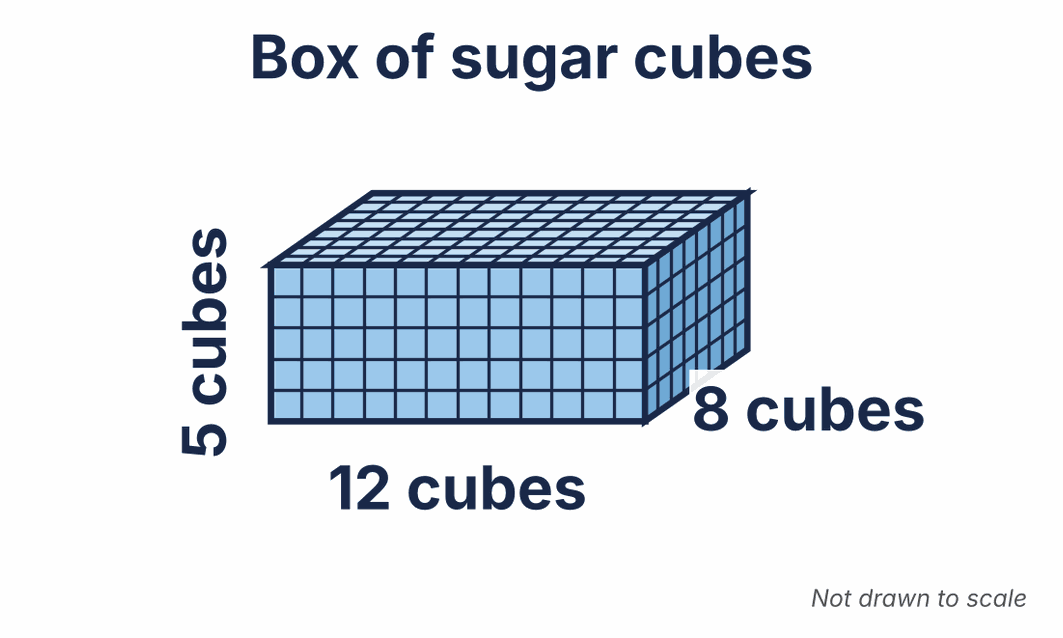 Box of sugar cubes
5 cubes
8 cubes
12 cubes
Not drawn to scale